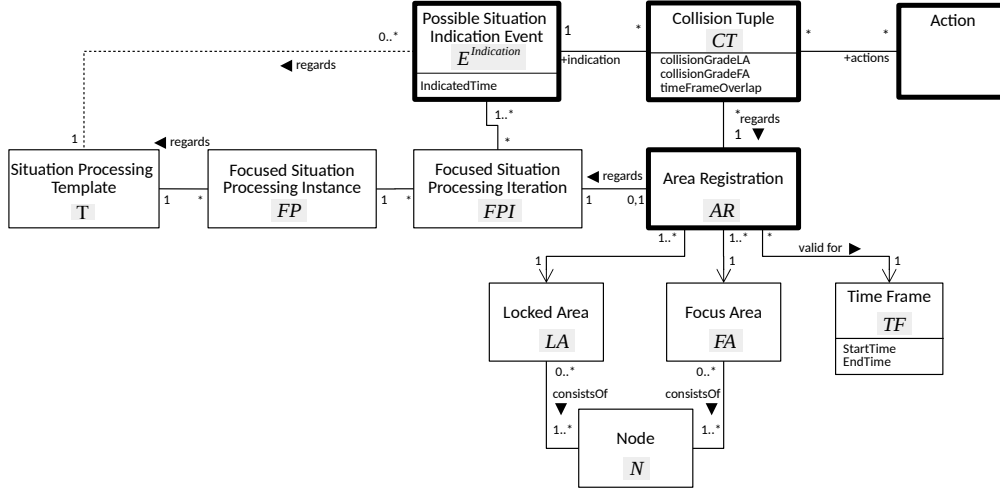 Possible Situation
Indication Event
E^Indication
IndicatedTime
Collision Tuple
CT
collisionGradeLA
collisionGradeFA
timeFrameOverlap
Action
0..*
◀ regards
1
+indication
*
*
*
+actions
1..*
*
*
regards
1 ▼
1
◀ regards
Situation Processing
Template
T
1
*
Focused Situation
Processing Instance
FP
1
*
Focused Situation
Processing Iteration
FPI
◀ regards
1
0,1
Area Registration
AR
1..*
1..*
*
valid for ▶
1
1
1
Locked Area
LA
Focus Area
FA
Time Frame
TF
StartTime
EndTime
0..*
0..*
consistsOf
consistsOf
▼
▼
1..*
1..*
Node
N